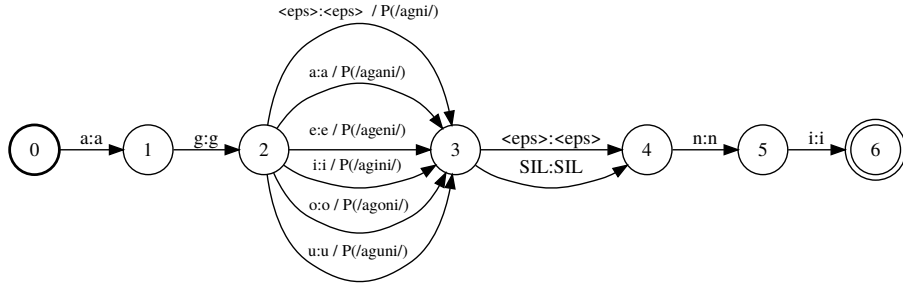 <eps>:<eps> / P(/agni/)
a:a / P(/agani/)
e:e / P(/ageni/)
i:i / P(/agini/)
o:o / P(/agoni/)
u:u / P(/aguni/)
0
a:a
1
g:g
2
3
<eps>:<eps>
SIL:SIL
4
n:n
5
i:i
6